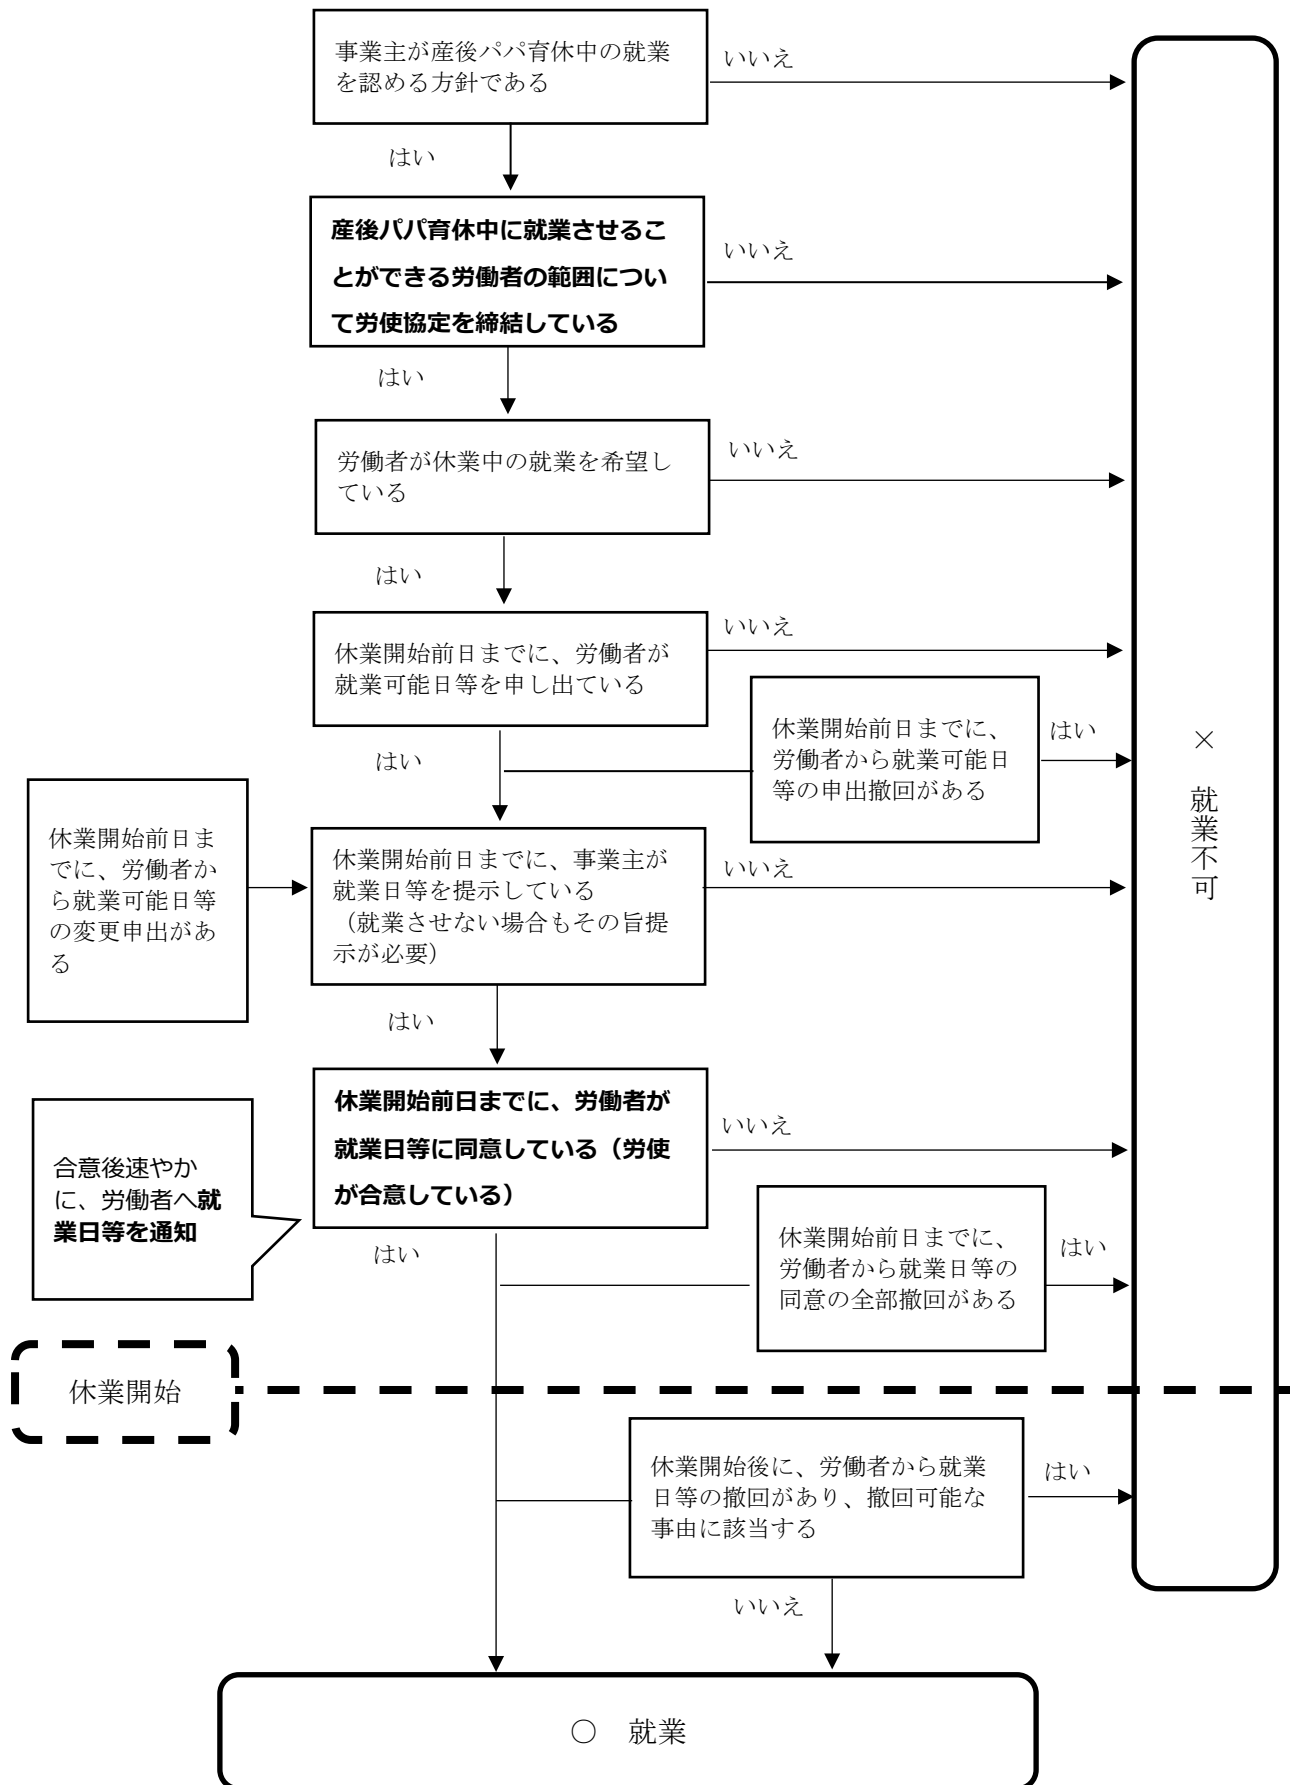 事業主が産後パパ育休中の就業
を認める方針である
いいえ
はい
産後パパ育休中に就業させるこ
とができる労働者の範囲につい
て労使協定を締結している
いいえ
はい
労働者が休業中の就業を希望し
ている
いいえ
はい
休業開始前日までに、労働者が
就業可能日等を申し出ている
いいえ
はい
休業開始前日までに、
労働者から就業可能日
等の申出撤回がある
はい
× 就業不可
休業開始前日ま
でに、労働者か
ら就業可能日等
の変更申出があ
る
休業開始前日までに、事業主が
就業日等を提示している
（就業させない場合もその旨提
示が必要）
いいえ
はい
休業開始前日までに、労働者が
就業日等に同意している（労使
が合意している）
いいえ
はい
合意後速やか
に、労働者へ就
業日等を通知
休業開始前日までに、
労働者から就業日等の
同意の全部撤回がある
はい
休業開始
休業開始後に、労働者から就業
日等の撤回があり、撤回可能な
事由に該当する
はい
いいえ
○ 就業